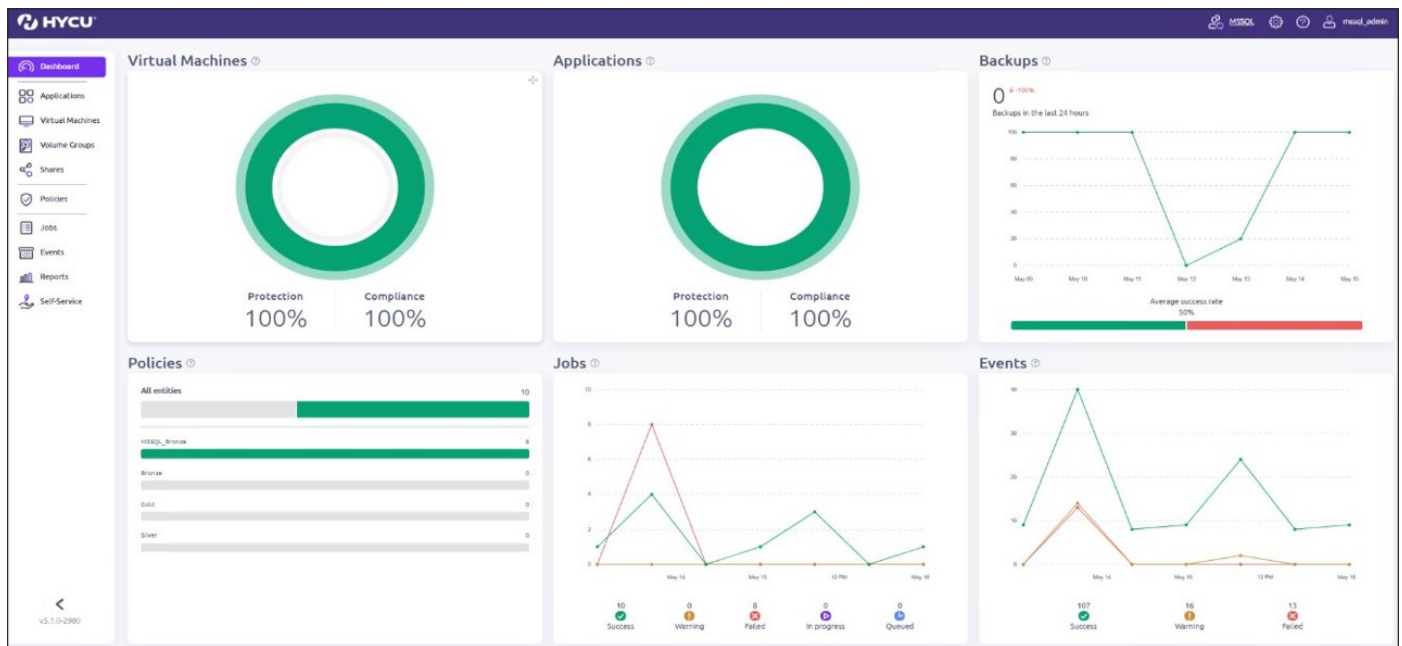 HYCU
MSSQL
mssql_admin
Dashboard
Applications
Virtual Machines
Volume Groups
Shares
Policies
Jobs
Events
Reports
Self-Service
v5.1.0-2980
Virtual Machines
Protection
100%
Compliance
100%
Applications
Protection
100%
Compliance
100%
Backups
0 ↓ -100%
Backups in the last 24 hours
100
80
60
40
20
0
May 09 May 10 May 11 May 12 May 13 May 14 May 15
Average success rate
50%
Policies
All entities 10
MSSQL_Bronze 6
Bronze 0
Gold 0
Silver 0
Jobs
10
8
6
4
2
0
May 14 May 15 12 PM May 16
10 0 8 0 0
Success Warning Failed In progress Queued
Events
40
30
20
10
0
May 14 May 15 12 PM May 16
107 16 13
Success Warning Failed